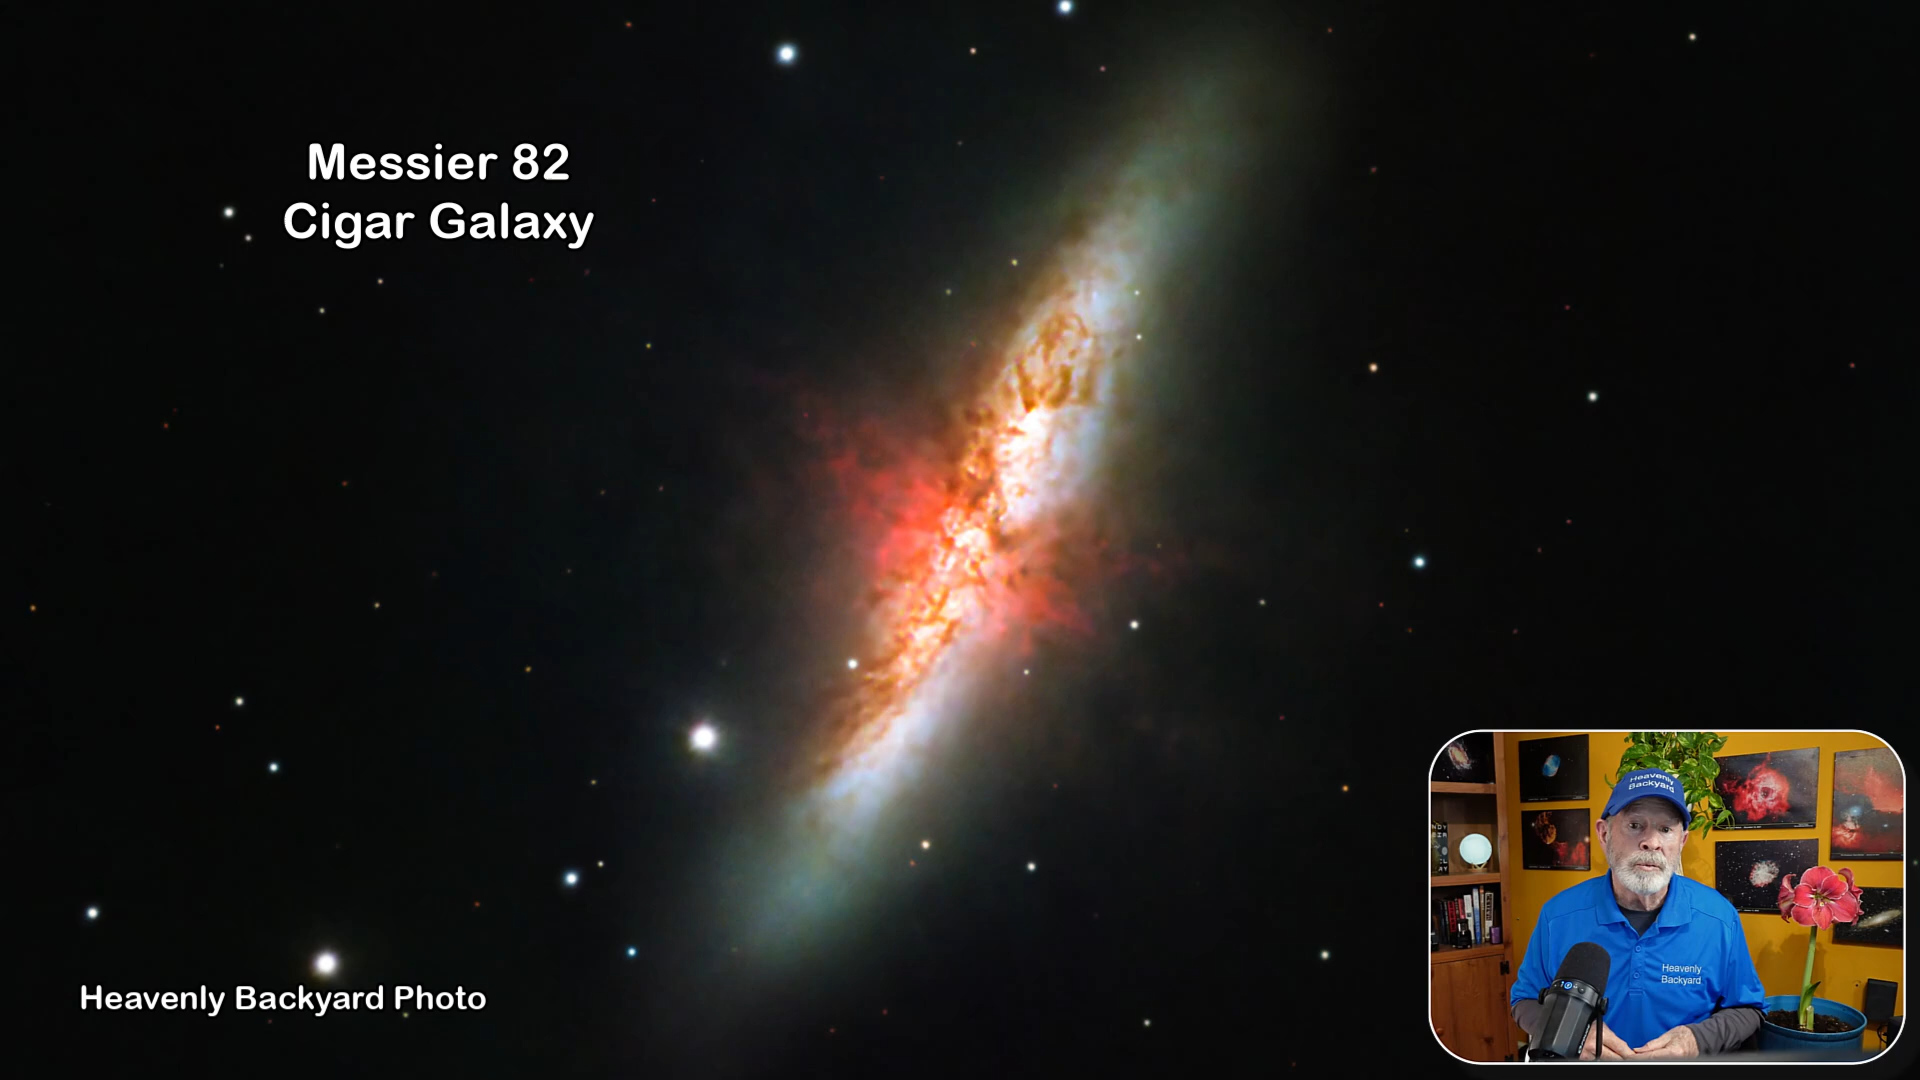 Messier 82
Cigar Galaxy
Heavenly Backyard Photo
Heavenly
Backyard
Heavenly
Backyard